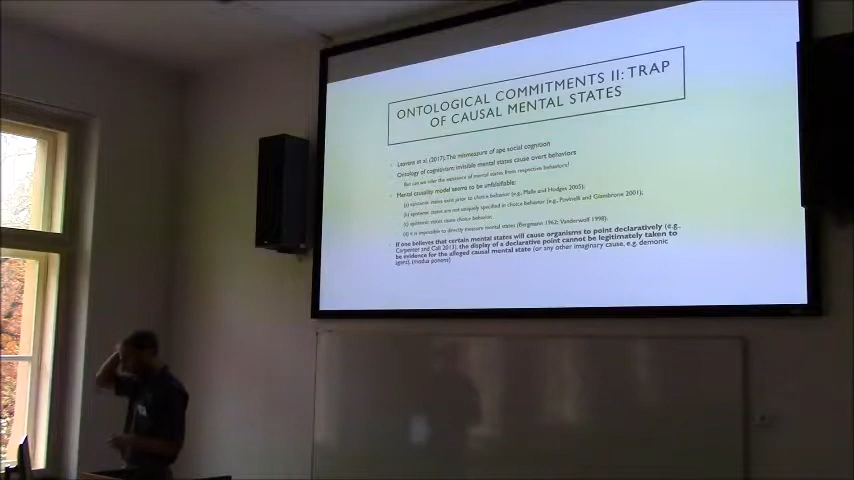 ONTOLOGICAL COMMITMENTS II: TRAP
OF CAUSAL MENTAL STATES
Leavens et al. (2017): The mismeasure of ape social cognition
Ontology of cognitivism: invisible mental states cause overt behaviors
But can we infer the existence of mental states from respective behaviors?
Mental causality model seems to be unfalsifiable:
(a) epistemic states exist prior to choice behavior (e.g., Malle and Hodges 2005);
(b) epistemic states are not uniquely specified in choice behavior (e.g., Povinelli and Giambrone 2001);
(c) epistemic states cause choice behavior;
(d) it is impossible to directly measure mental states (Bergmann 1962; Vanderwolf 1998).
If one believes that certain mental states will cause organisms to point declaratively (e.g.,
Carpenter and Call 2013), the display of a declarative point cannot be legitimately taken to
be evidence for the alleged causal mental state (or any other imaginary cause, e.g. demonic
agent). (modus ponens)